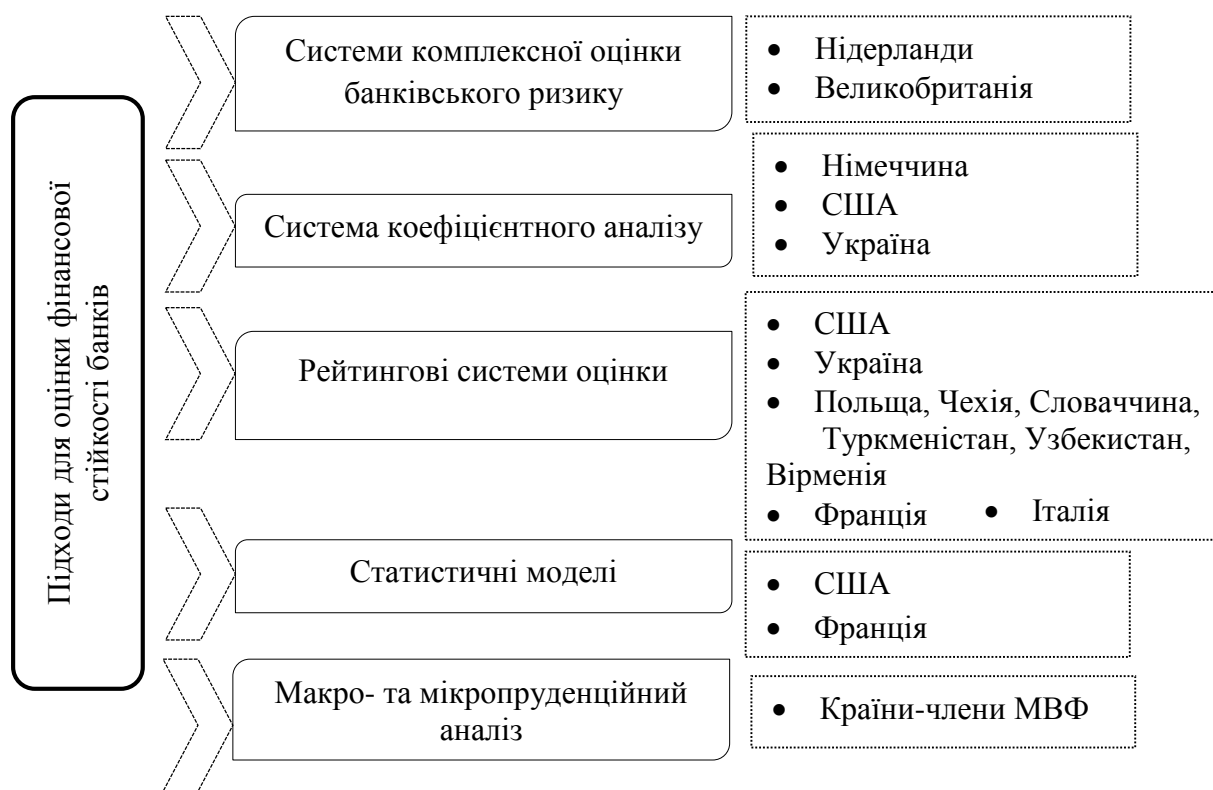 Підходи для оцінки фінансової
стійкості банків
Системи комплексної оцінки
банківського ризику
• Нідерланди
• Великобританія
Система коефіцієнтного аналізу
• Німеччина
• США
• Україна
Рейтингові системи оцінки
• США
• Україна
• Польща, Чехія, Словаччина,
Туркменістан, Узбекистан,
Вірменія
• Франція • Італія
Статистичні моделі
• США
• Франція
Макро- та мікропруденційний
аналіз
• Країни-члени МВФ